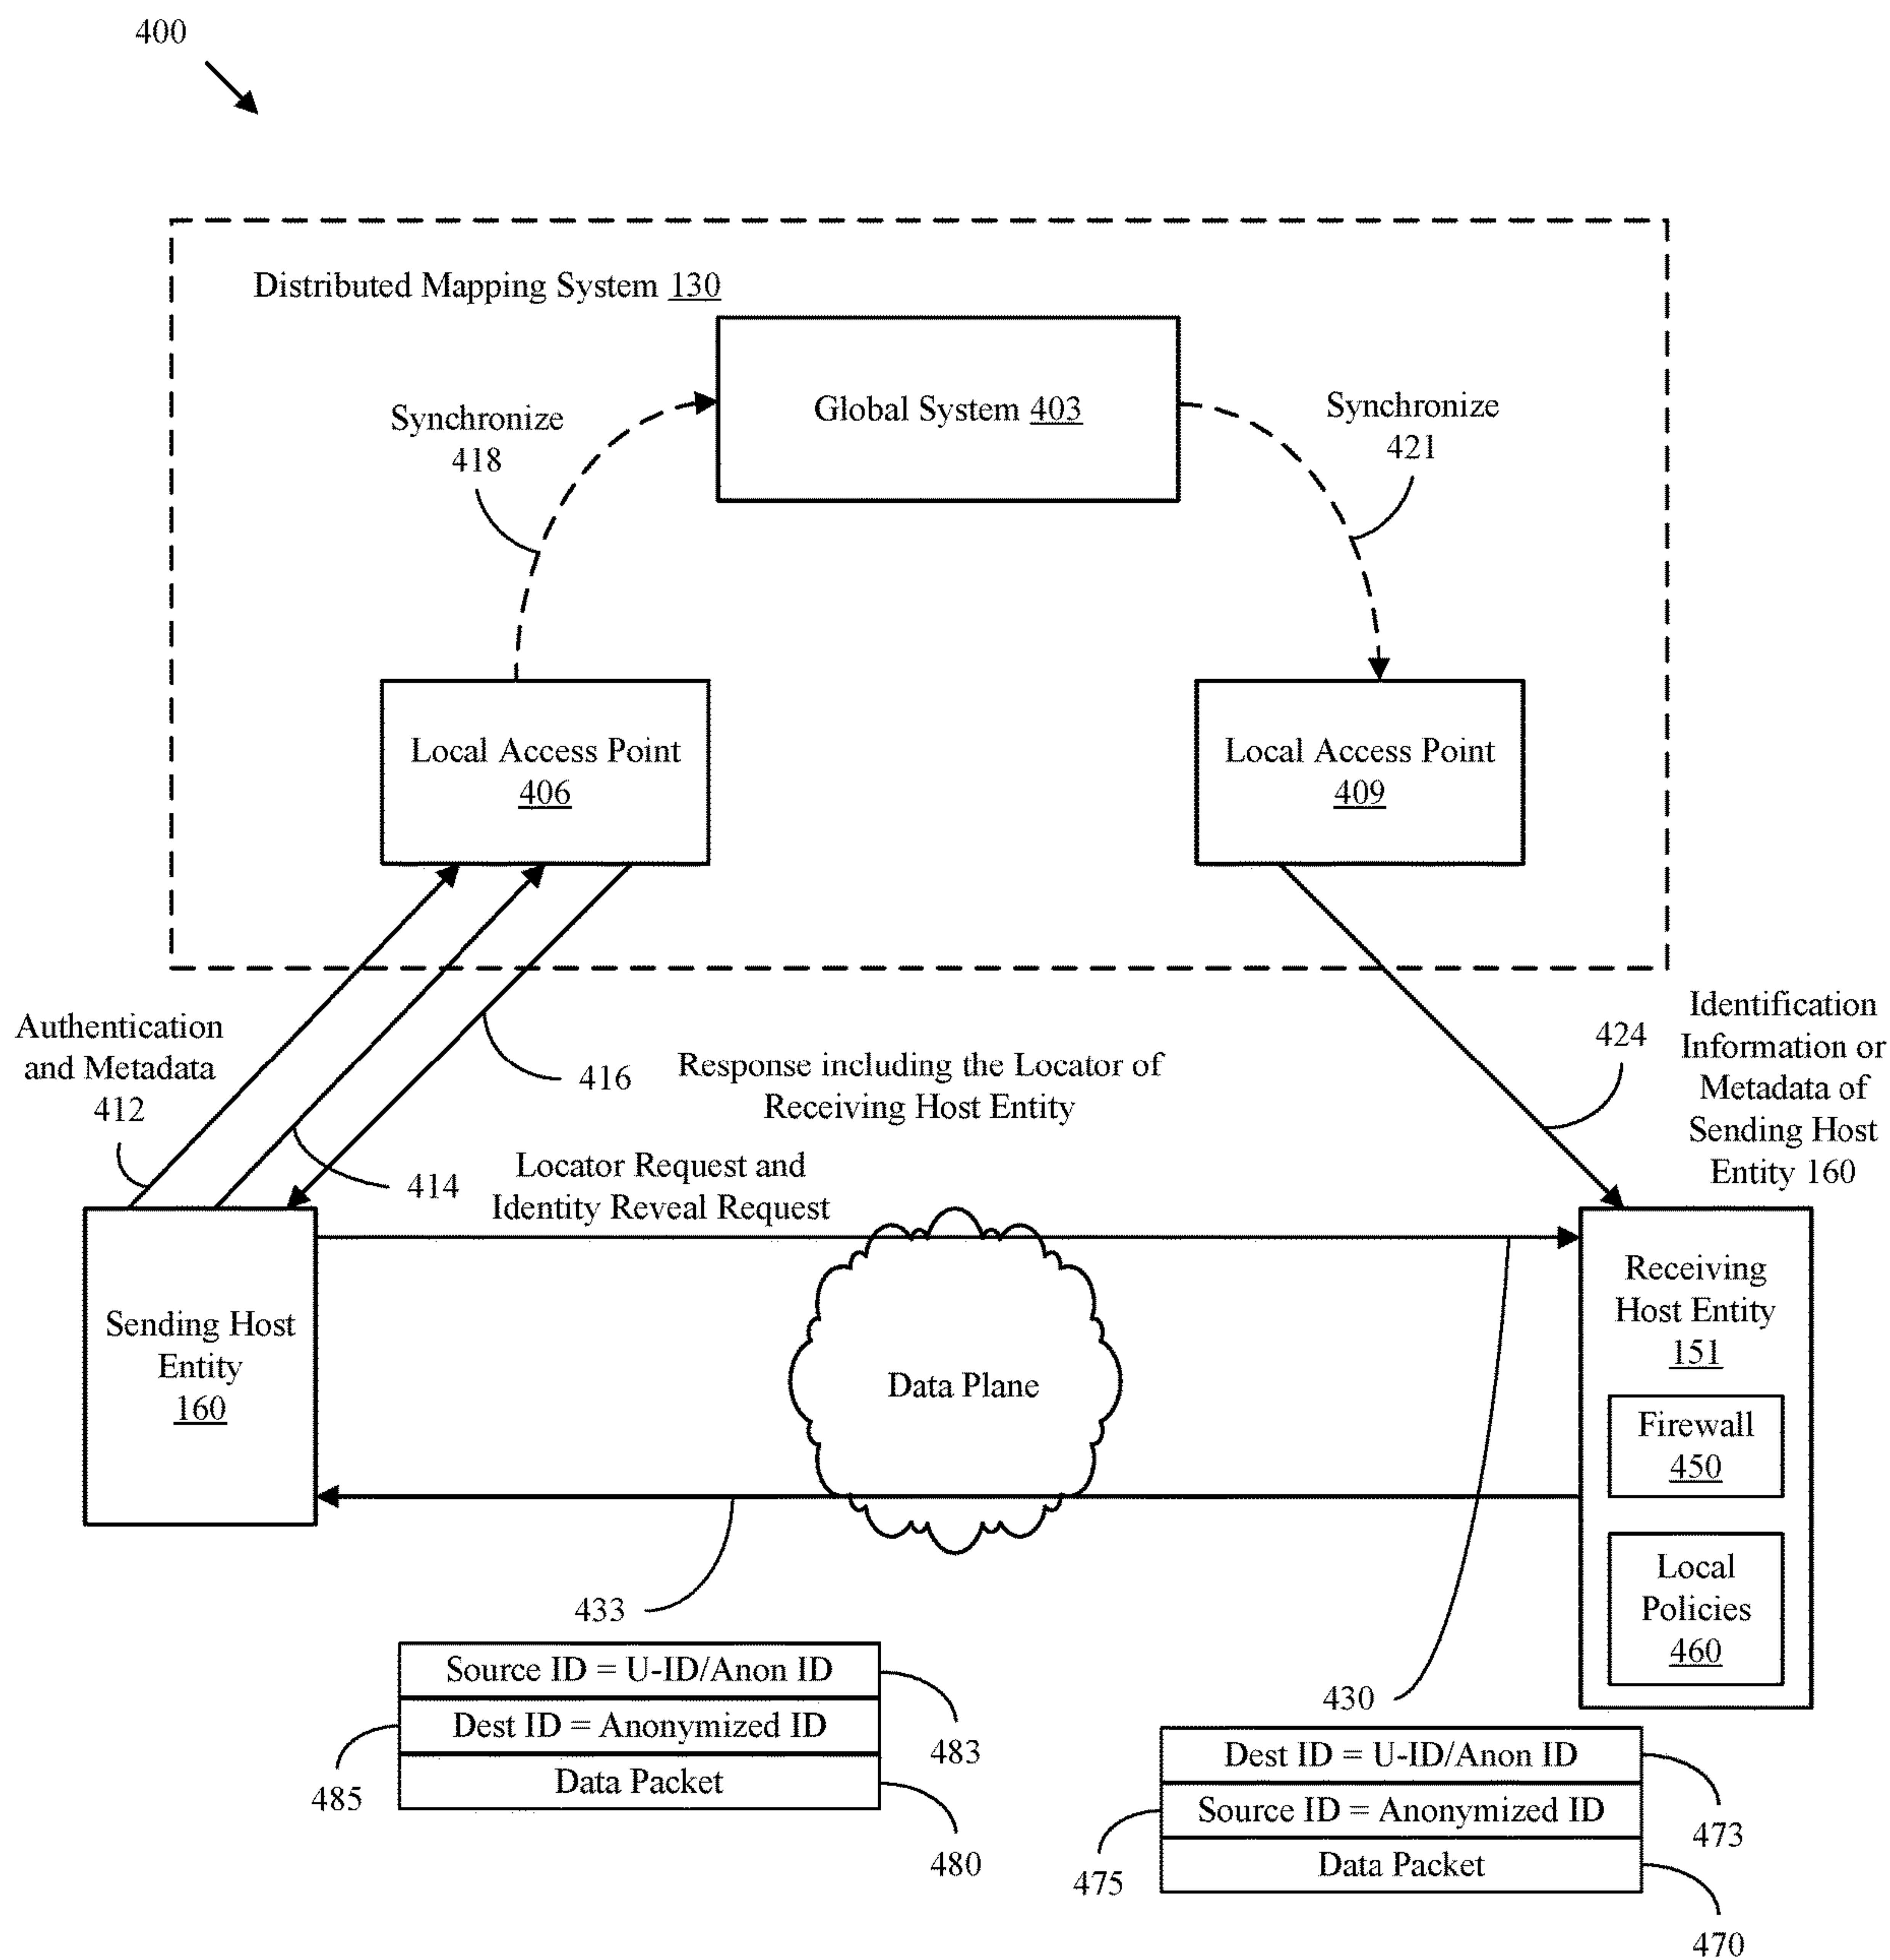 400
Distributed Mapping System 130
Global System 403
Synchronize
418
Synchronize
421
Local Access Point
406
Local Access Point
409
Authentication
and Metadata
412
416
Response including the Locator of
Receiving Host Entity
414
Locator Request and
Identity Reveal Request
424
Identification
Information or
Metadata of
Sending Host
Entity 160
Sending Host
Entity
160
Data Plane
Receiving
Host Entity
151
Firewall
450
Local
Policies
460
433
430
Source ID = U-ID/Anon ID
Dest ID = Anonymized ID
Data Packet
483
485
480
Dest ID = U-ID/Anon ID
Source ID = Anonymized ID
Data Packet
473
475
470